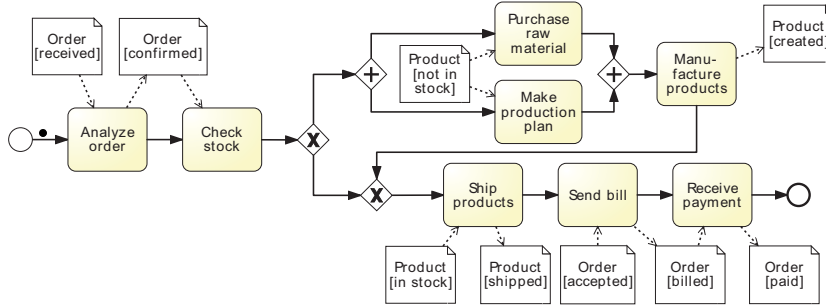 Order
[received]
Order
[confirmed]
Product
[not in
stock]
Purchase
raw
material
Product
[created]
Manu-
facture
products
Make
production
plan
Analyze
order
Check
stock
Ship
products
Send bill
Receive
payment
Product
[in stock]
Product
[shipped]
Order
[accepted]
Order
[billed]
Order
[paid]